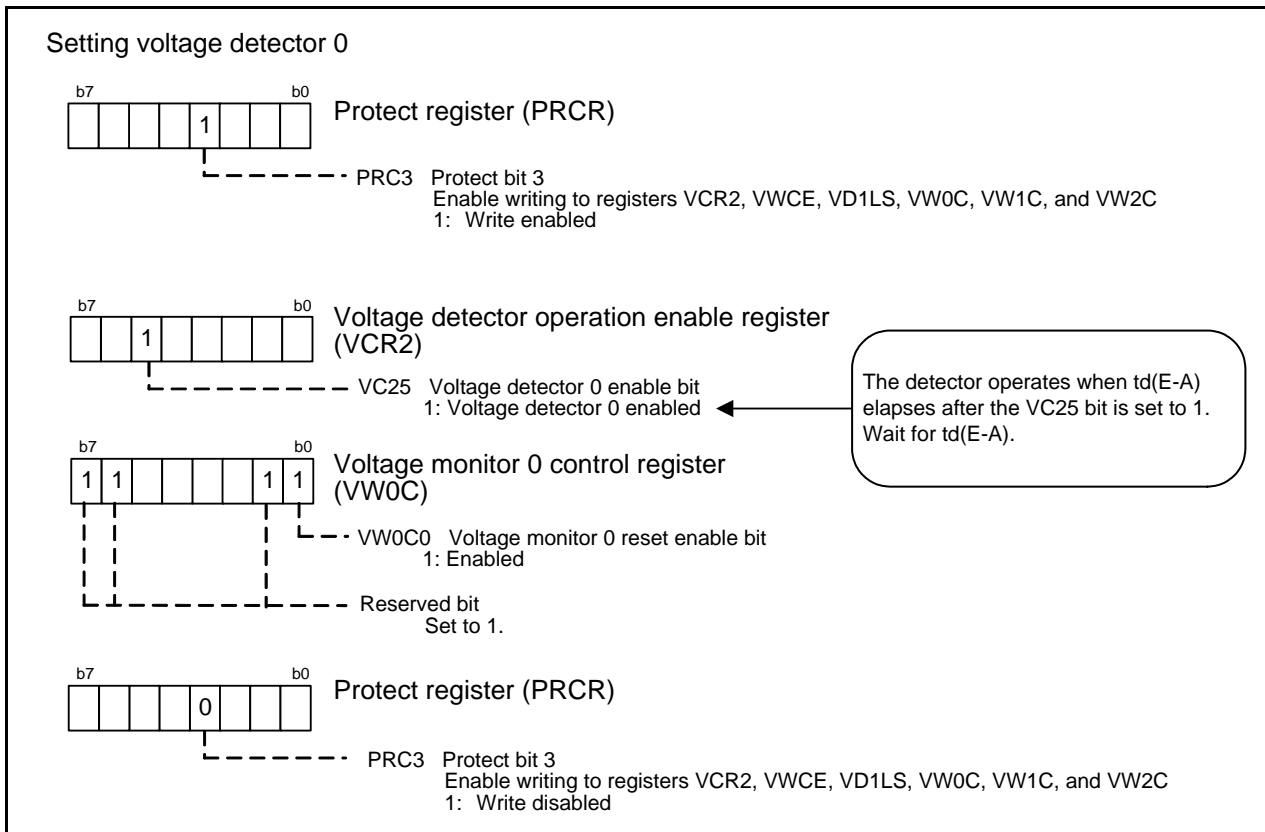 Setting voltage detector 0
b7 b0
Protect register (PRCR)
1
PRC3 Protect bit 3
Enable writing to registers VCR2, VWCE, VD1LS, VW0C, VW1C, and VW2C
1: Write enabled
b7 b0
Voltage detector operation enable register
(VCR2)
1
VC25 Voltage detector 0 enable bit
1: Voltage detector 0 enabled
The detector operates when td(E-A)
elapses after the VC25 bit is set to 1.
Wait for td(E-A).
b7 b0
Voltage monitor 0 control register
(VW0C)
1 1 1 1
VW0C0 Voltage monitor 0 reset enable bit
1: Enabled
Reserved bit
Set to 1.
b7 b0
Protect register (PRCR)
0
PRC3 Protect bit 3
Enable writing to registers VCR2, VWCE, VD1LS, VW0C, VW1C, and VW2C
1: Write disabled